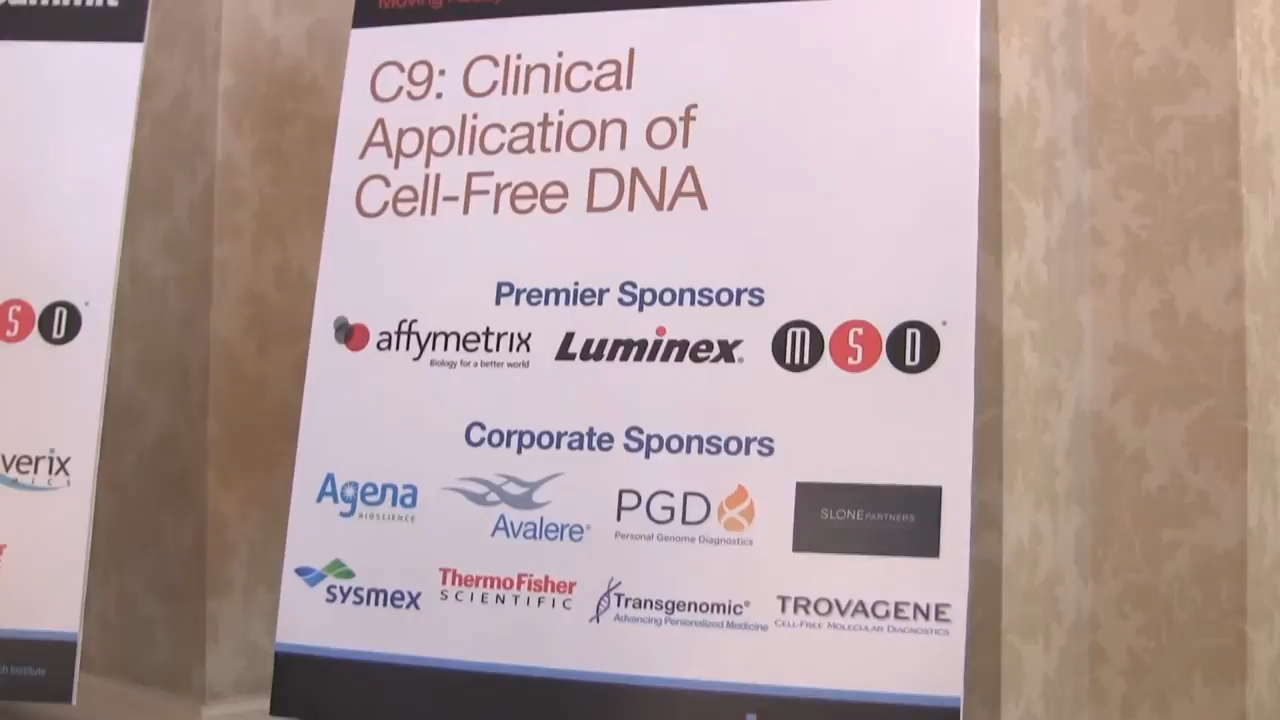 C9: Clinical
Application of
Cell-Free DNA
Premier Sponsors
affymetrix
Biology for a better world
Luminex®
MSD®
Corporate Sponsors
Agena
BIOSCIENCE
Avalere®
PGD
Personal Genome Diagnostics
SLONE PARTNERS
sysmex
ThermoFisher
SCIENTIFIC
Transgenomic®
Advancing Personalized Medicine
TROVAGENE
CELL-FREE MOLECULAR DIAGNOSTICS
S D
verix
Institute